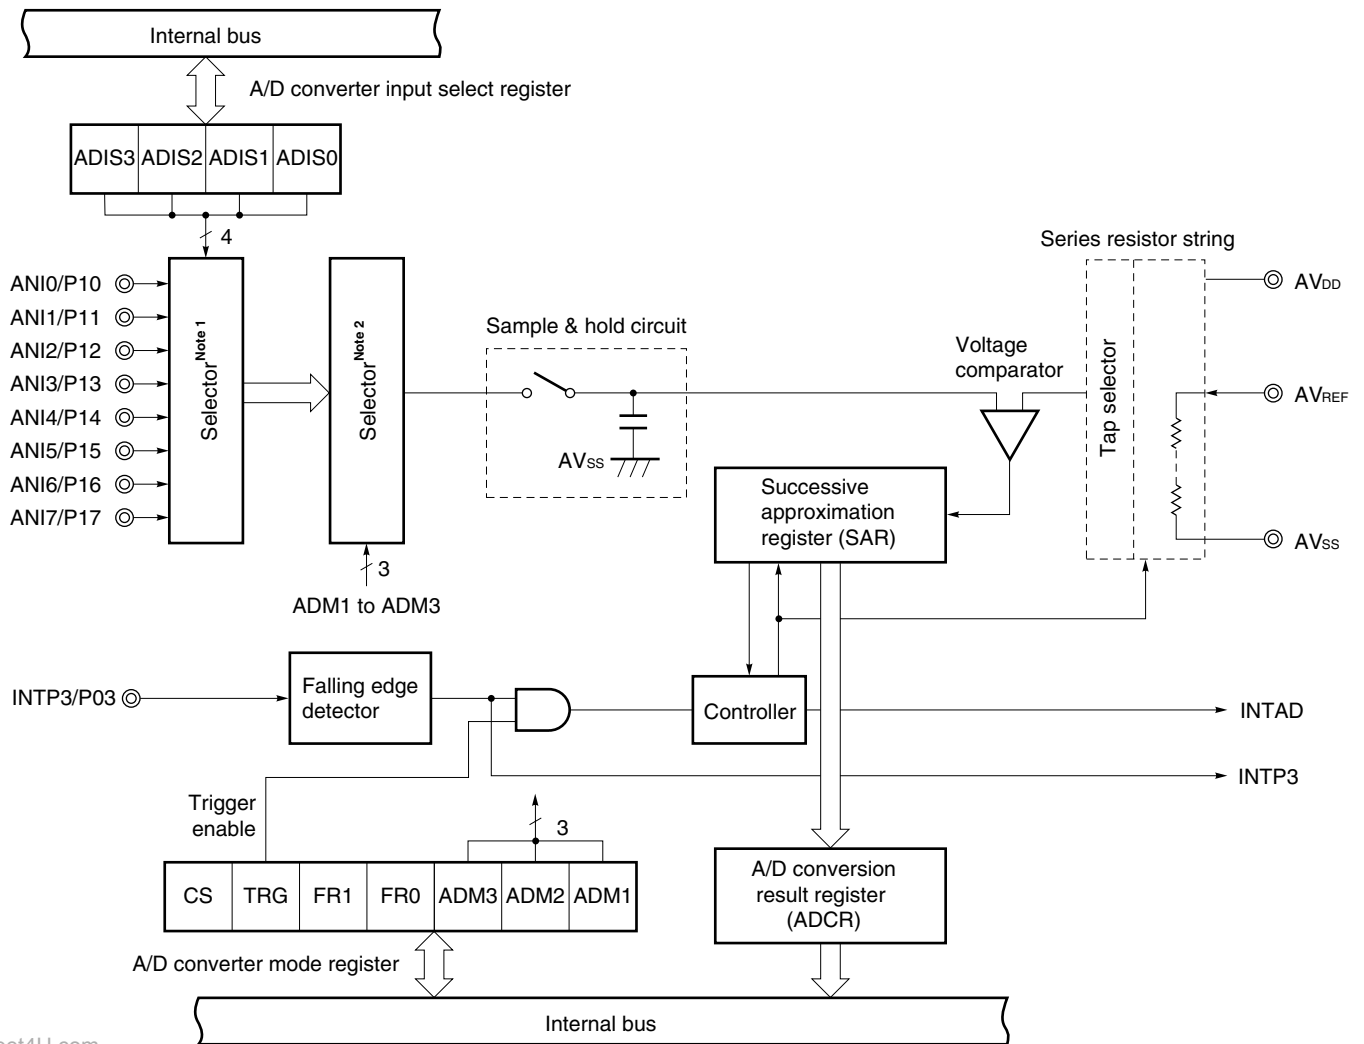 Internal bus
A/D converter input select register
ADIS3 ADIS2 ADIS1 ADIS0
4
Series resistor string
ANI0/P10
ANI1/P11
ANI2/P12
ANI3/P13
ANI4/P14
ANI5/P15
ANI6/P16
ANI7/P17
Selector Note 1
Selector Note 2
3
ADM1 to ADM3
Sample & hold circuit
AVSS
Voltage
comparator
Tap selector
AVDD
AVREF
AVSS
Successive
approximation
register (SAR)
INTP3/P03
Falling edge
detector
Controller
INTAD
INTP3
Trigger
enable
3
CS TRG FR1 FR0 ADM3 ADM2 ADM1
A/D converter mode register
A/D conversion
result register
(ADCR)
Internal bus